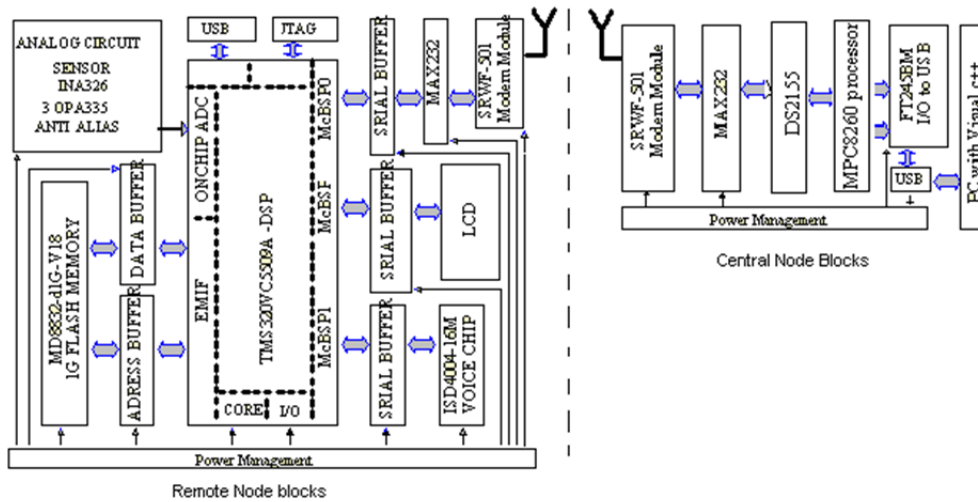 USB
JTAG
ANALOG CIRCUIT
SENSOR
INA326
3 OPA335
ANTI ALIAS
ONCHIP ADC
EMIF
TMS320VC5509A -DSP
McBSP0
McBSF
McBSP1
CORE
I/O
SRIAL BUFFER
MAX232
SRWF-501
Modem Module
SRIAL BUFFER
LCD
SRIAL BUFFER
ISD4004-16M
VOICE CHIP
MD8832-d1G-V18
1G FLASH MEMORY
DATA BUFFER
ADRESS BUFFER
Power Management
Remote Node blocks
SRWF-501
Modem Module
MAX232
DS2155
MPC8260 processor
FT245BM
I/O to USB
USB
PC with Visual c++
Power Management
Central Node Blocks